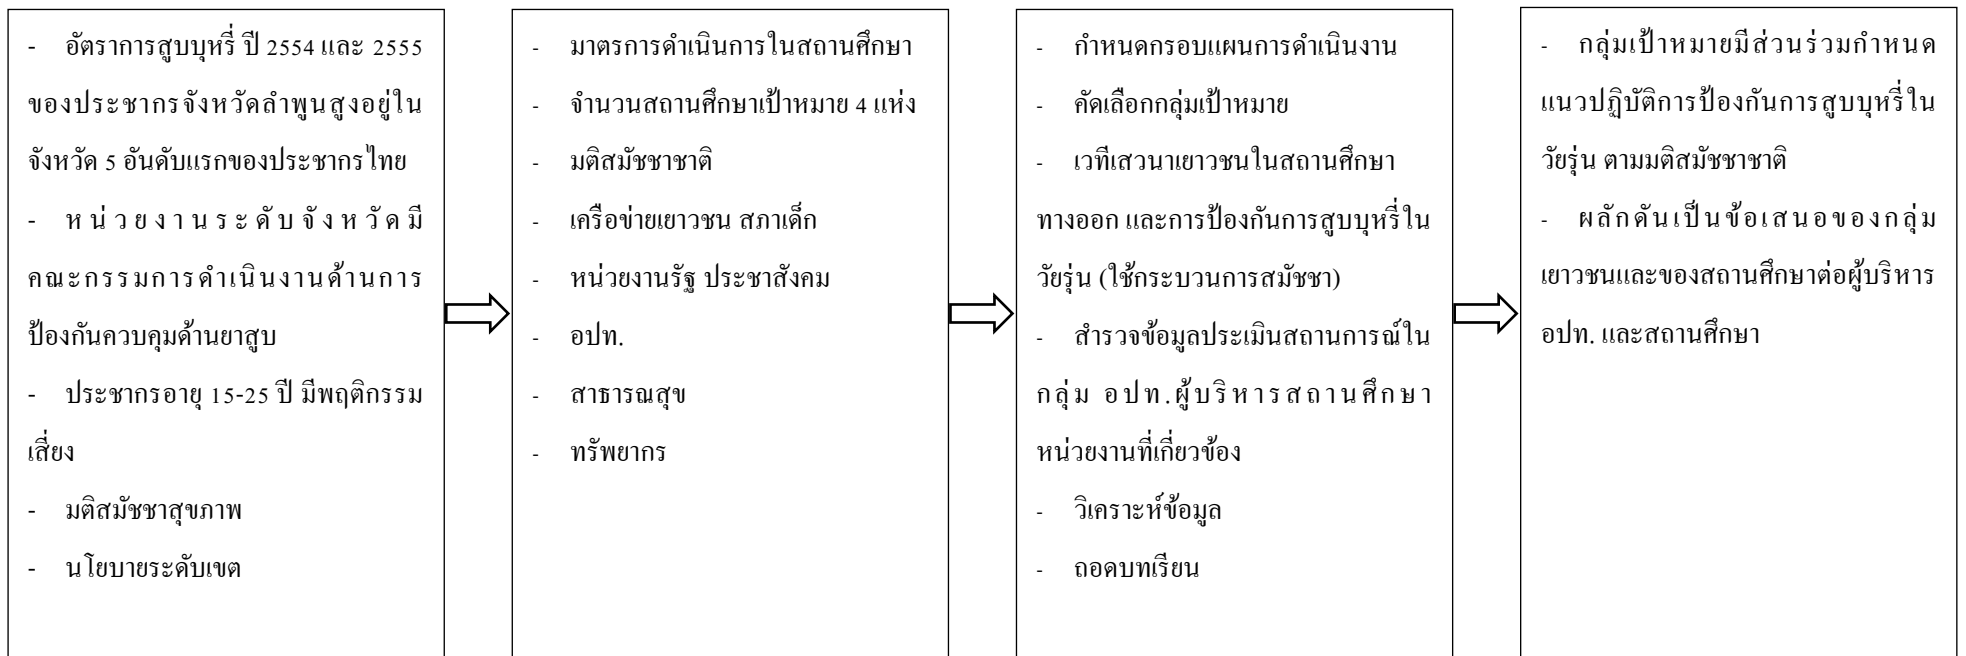 - อัตราการสูบบุหรี่ ปี 2554 และ 2555
ของประชากรจังหวัดลำพูนสูงอยู่ใน
จังหวัด 5 อันดับแรกของประชากรไทย
- หน่วยงานระดับจังหวัดมี
คณะกรรมการดำเนินงานด้านการ
ป้องกันควบคุมด้านยาสูบ
- ประชากรอายุ 15-25 ปี มีพฤติกรรม
เสี่ยง
- มติสมัชชาสุขภาพ
- นโยบายระดับเขต
- มาตรการดำเนินการในสถานศึกษา
- จำนวนสถานศึกษาเป้าหมาย 4 แห่ง
- มติสมัชชาชาติ
- เครือข่ายเยาวชน สภาเด็ก
- หน่วยงานรัฐ ประชาสังคม
- อปท.
- สาธารณสุข
- ทรัพยากร
- กำหนดกรอบแผนการดำเนินงาน
- คัดเลือกกลุ่มเป้าหมาย
- เวทีเสวนาเยาวชนในสถานศึกษา
ทางออก และการป้องกันการสูบบุหรี่ใน
วัยรุ่น (ใช้กระบวนการสมัชชา)
- สำรวจข้อมูลประเมินสถานการณ์ใน
กลุ่ม อปท.ผู้บริหารสถานศึกษา
หน่วยงานที่เกี่ยวข้อง
- วิเคราะห์ข้อมูล
- ถอดบทเรียน
- กลุ่มเป้าหมายมีส่วนร่วมกำหนด
แนวปฏิบัติการป้องกันการสูบบุหรี่ใน
วัยรุ่น ตามมติสมัชชาชาติ
- ผลักดันเป็นข้อเสนอของกลุ่ม
เยาวชนและของสถานศึกษาต่อผู้บริหาร
อปท. และสถานศึกษา